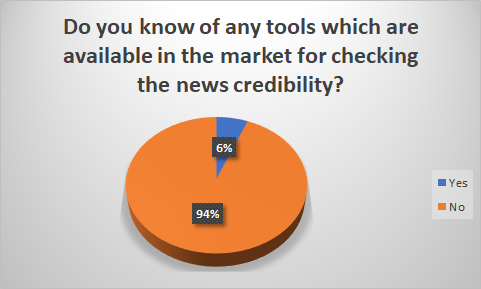 Do you know of any tools which are
available in the market for checking
the news credibility?
6%
94%
Yes
No